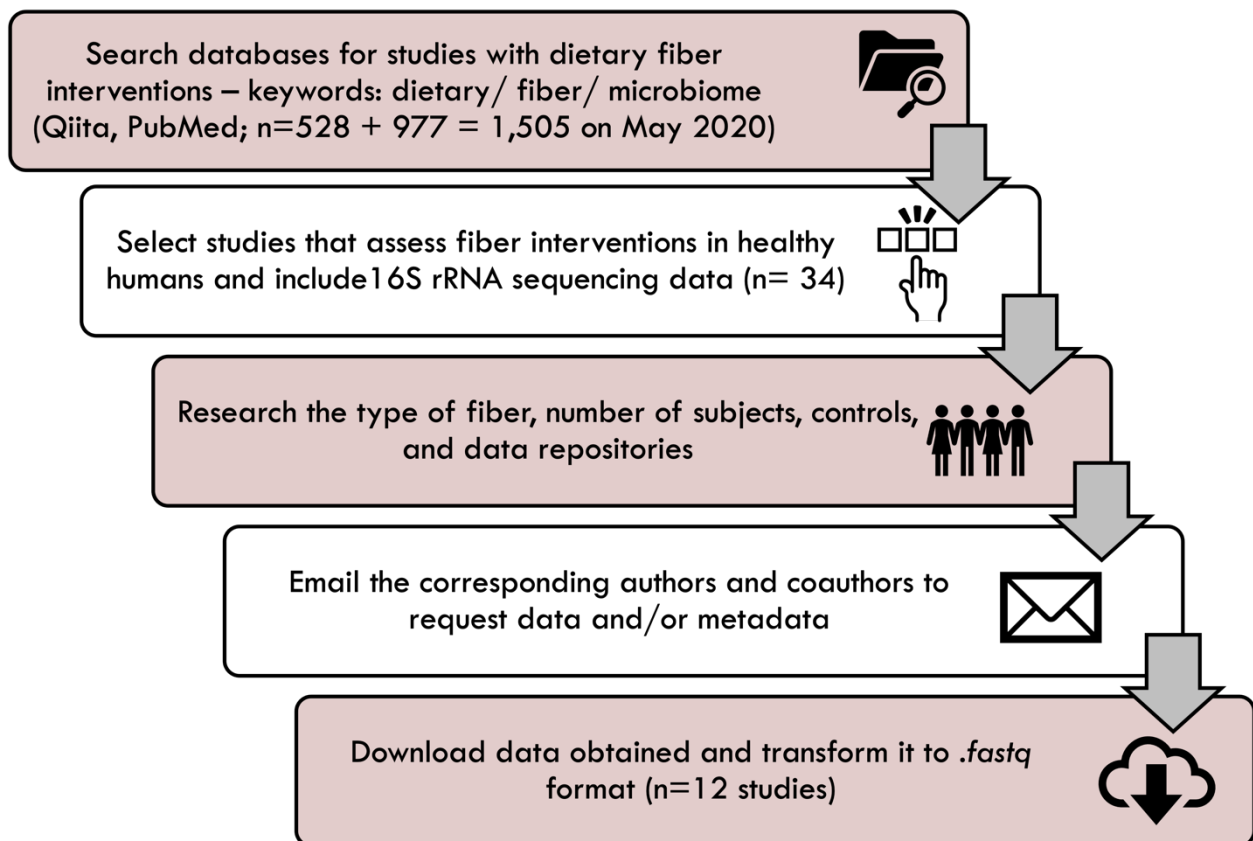 Search databases for studies with dietary fiber
interventions – keywords: dietary/ fiber/ microbiome
(Qiita, PubMed; n=528 + 977 = 1,505 on May 2020)
Select studies that assess fiber interventions in healthy
humans and include16S rRNA sequencing data (n= 34)
Research the type of fiber, number of subjects, controls,
and data repositories
Email the corresponding authors and coauthors to
request data and/or metadata
Download data obtained and transform it to .fastq
format (n=12 studies)